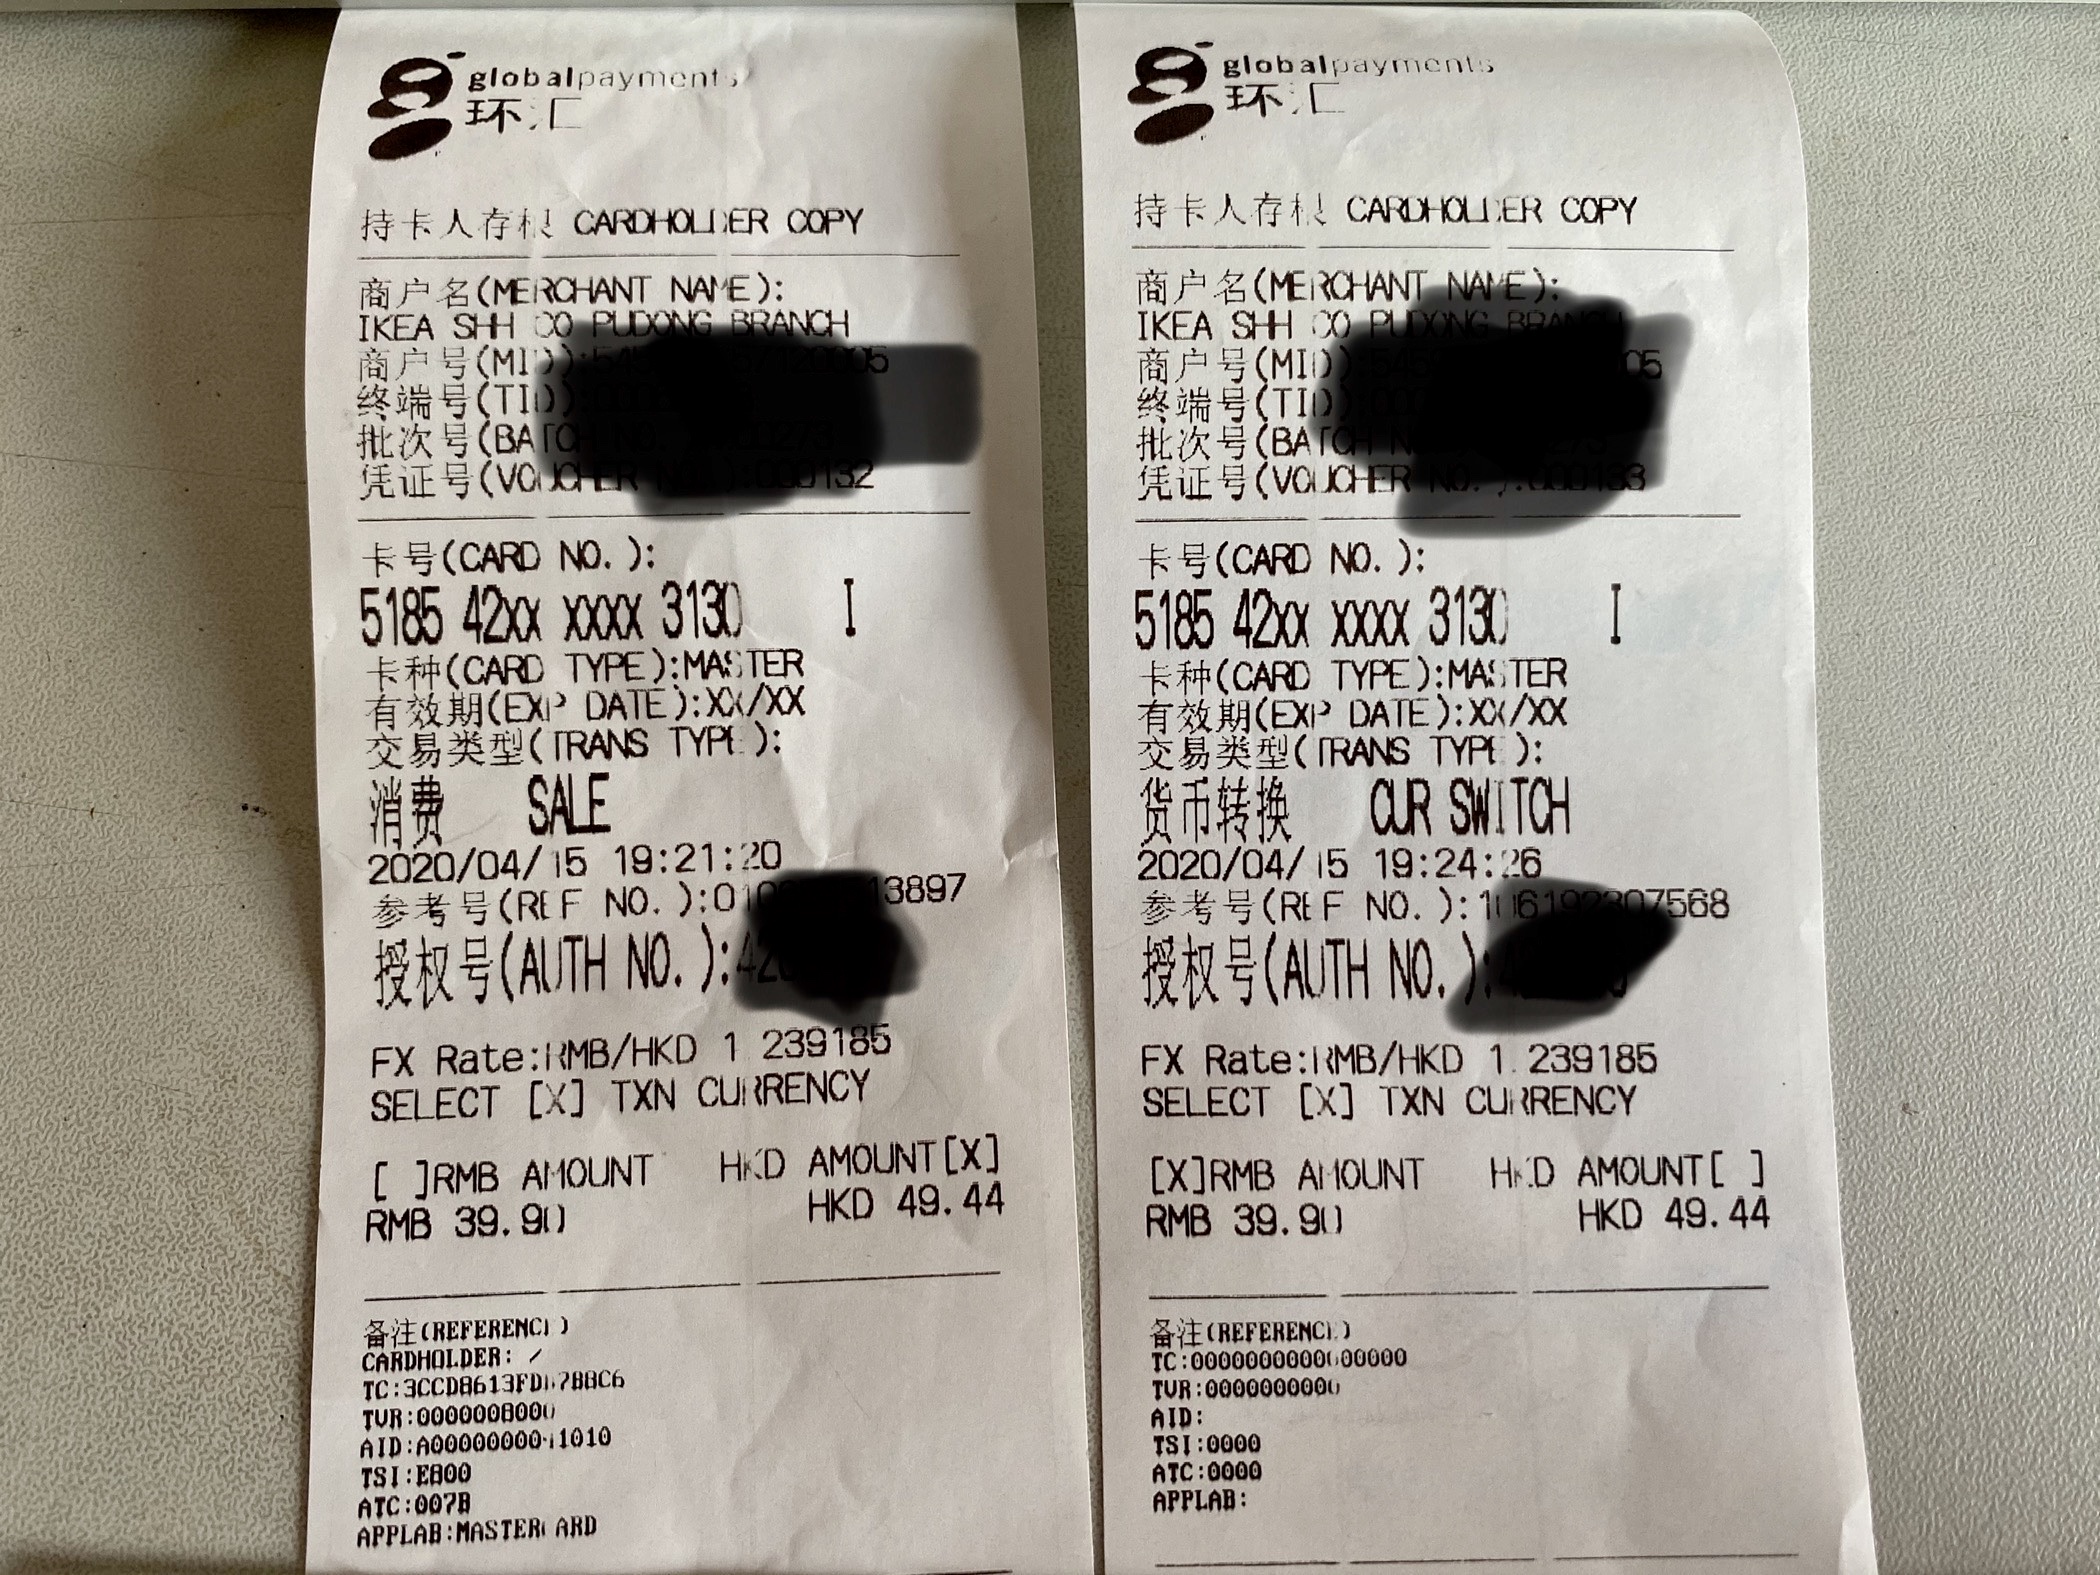 globalpayments
环汇
持卡人存根 CARDHOLDER COPY
商户名(MERCHANT NAME):
IKEA SHH CO PUDONG BRANCH
商户号(MID):
终端号(TID):
批次号(BATCH NO.
凭证号(VOUCHER :000132
卡号(CARD NO. ):
5185 42XX XXXX 3130 I
卡种(CARD TYPE):MASTER
有效期(EXP DATE):XX/XX
交易类型(TRANS TYPE ):
消费 SALE
2020/04/15 19:21:20
参考号(REF NO. ):
授权号(AUTH NO. ):
FX Rate:RMB/HKD 1.239185
SELECT [X] TXN CURRENCY
[ ]RMB AMOUNT HKD AMOUNT[X]
RMB 39.90 HKD 49.44
备注(REFERENCE)
CARDHOLDER: /
TVR:0000008000
AID:A0000000041010
TSI:E800
ATC:007B
APPLAB:MASTERCARD
globalpayments
环汇
持卡人存根 CARDHOLDER COPY
商户名(MERCHANT NAME):
IKEA SHH CO PUDONG BRANCH
商户号(MID):
终端号(TID):
批次号(BATCH
凭证号(VOUCHER NO. ):000133
卡号(CARD NO. ):
5185 42XX XXXX 3130 I
卡种(CARD TYPE):MASTER
有效期(EXP DATE):XX/XX
交易类型(TRANS TYPE ):
货币转换 CUR SWITCH
2020/04/15 19:24:26
参考号(REF NO. ):106192307568
授权号(AUTH NO. ):
FX Rate:RMB/HKD 1.239185
SELECT [X] TXN CURRENCY
[X]RMB AMOUNT HKD AMOUNT[ ]
RMB 39.90 HKD 49.44
备注(REFERENCE)
TC:0000000000000000
TVR:0000000000
AID:
TSI:0000
ATC:0000
APPLAB: